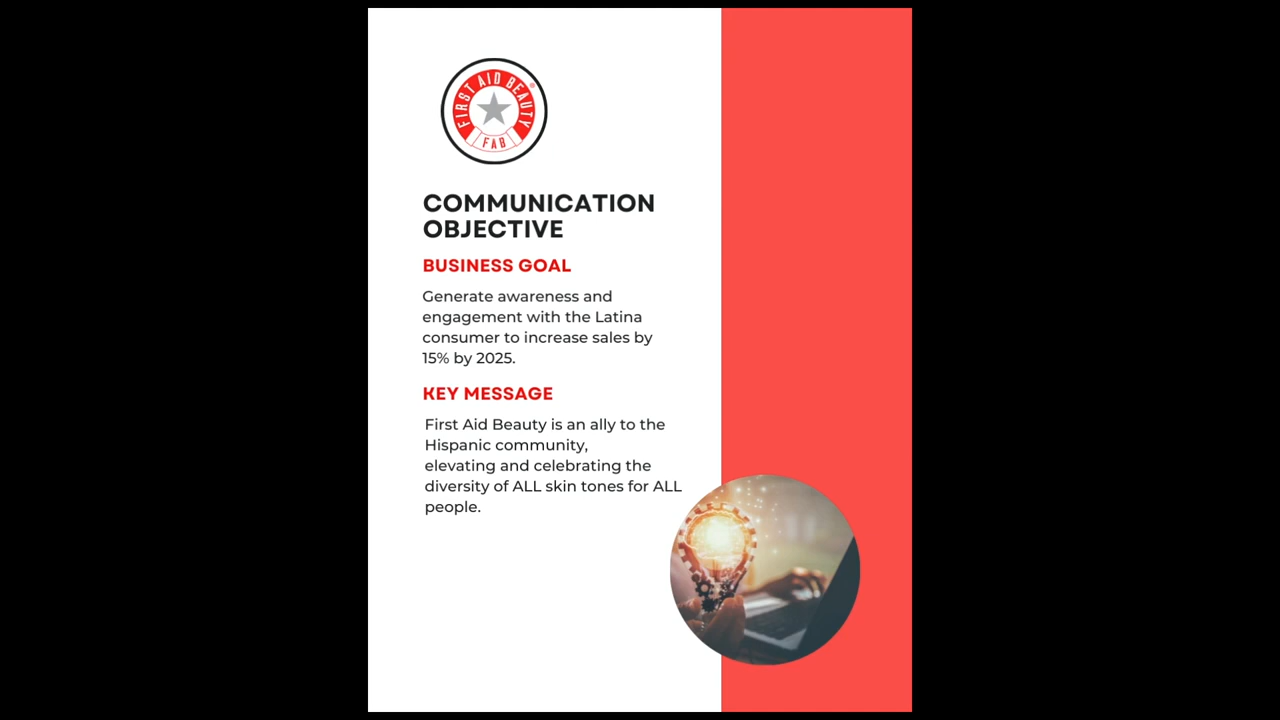 FIRST AID BEAUTY
FAB
COMMUNICATION
OBJECTIVE
BUSINESS GOAL
Generate awareness and
engagement with the Latina
consumer to increase sales by
15% by 2025.
KEY MESSAGE
First Aid Beauty is an ally to the
Hispanic community,
elevating and celebrating the
diversity of ALL skin tones for ALL
people.